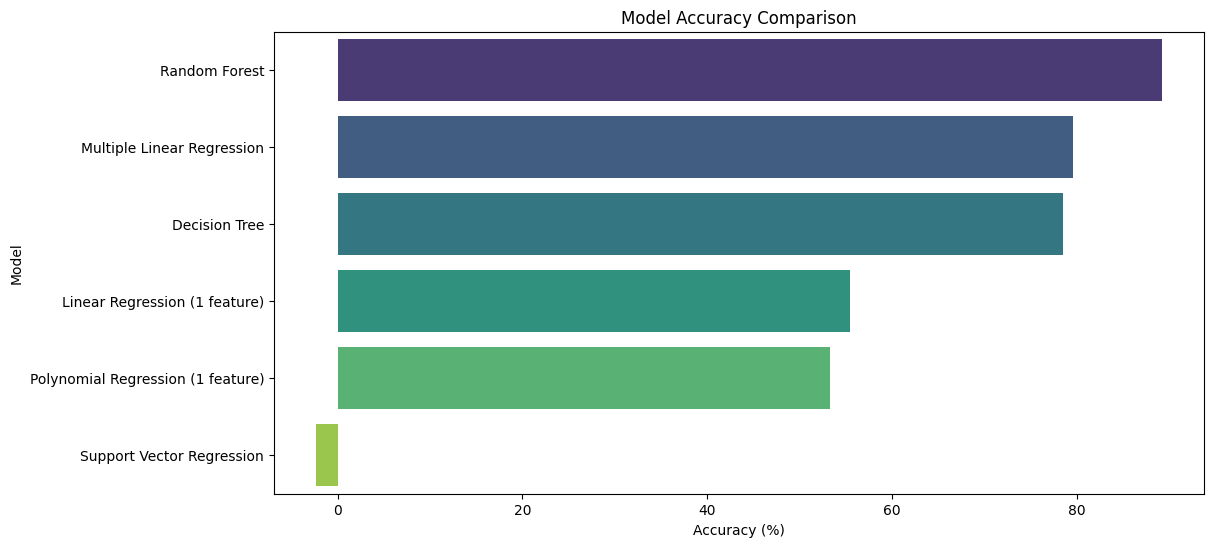 Model Accuracy Comparison
Model
Random Forest
Multiple Linear Regression
Decision Tree
Linear Regression (1 feature)
Polynomial Regression (1 feature)
Support Vector Regression
0 20 40 60 80
Accuracy (%)